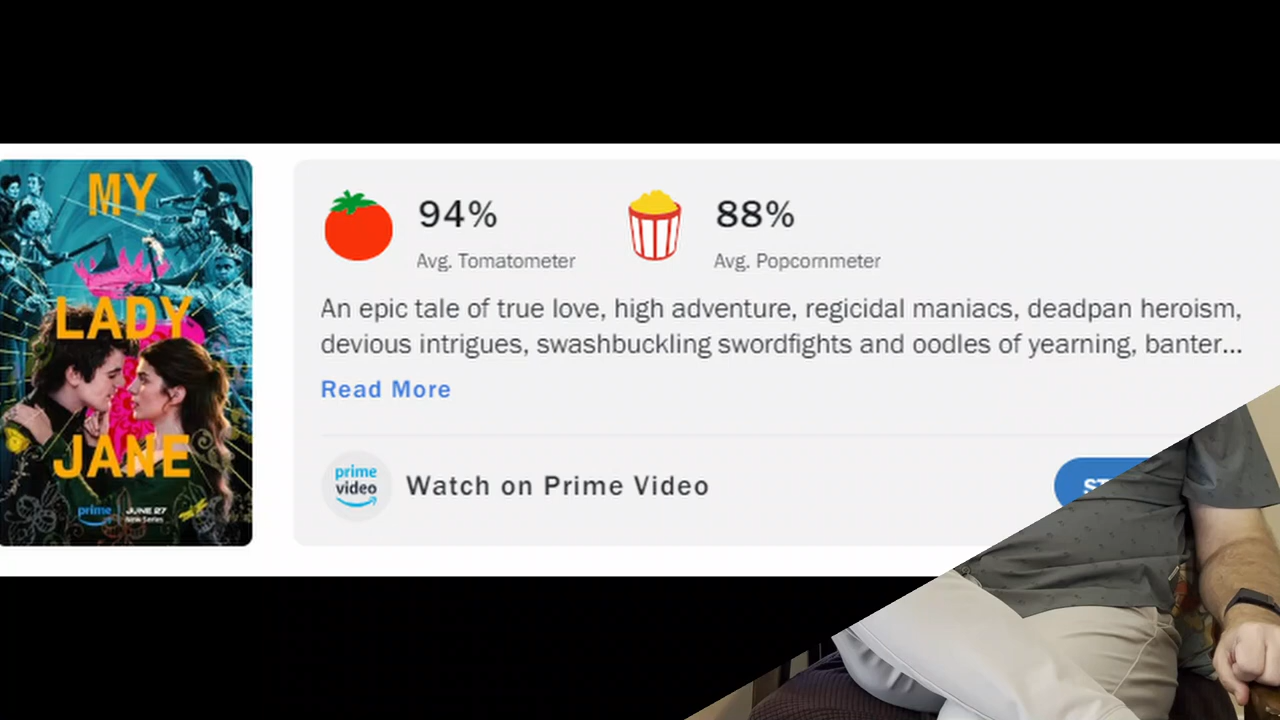 MY
LADY
JANE
prime
JUNE 27
New Series
94%
Avg. Tomatometer
88%
Avg. Popcornmeter
An epic tale of true love, high adventure, regicidal maniacs, deadpan heroism,
devious intrigues, swashbuckling swordfights and oodles of yearning, banter...
Read More
prime
video
Watch on Prime Video